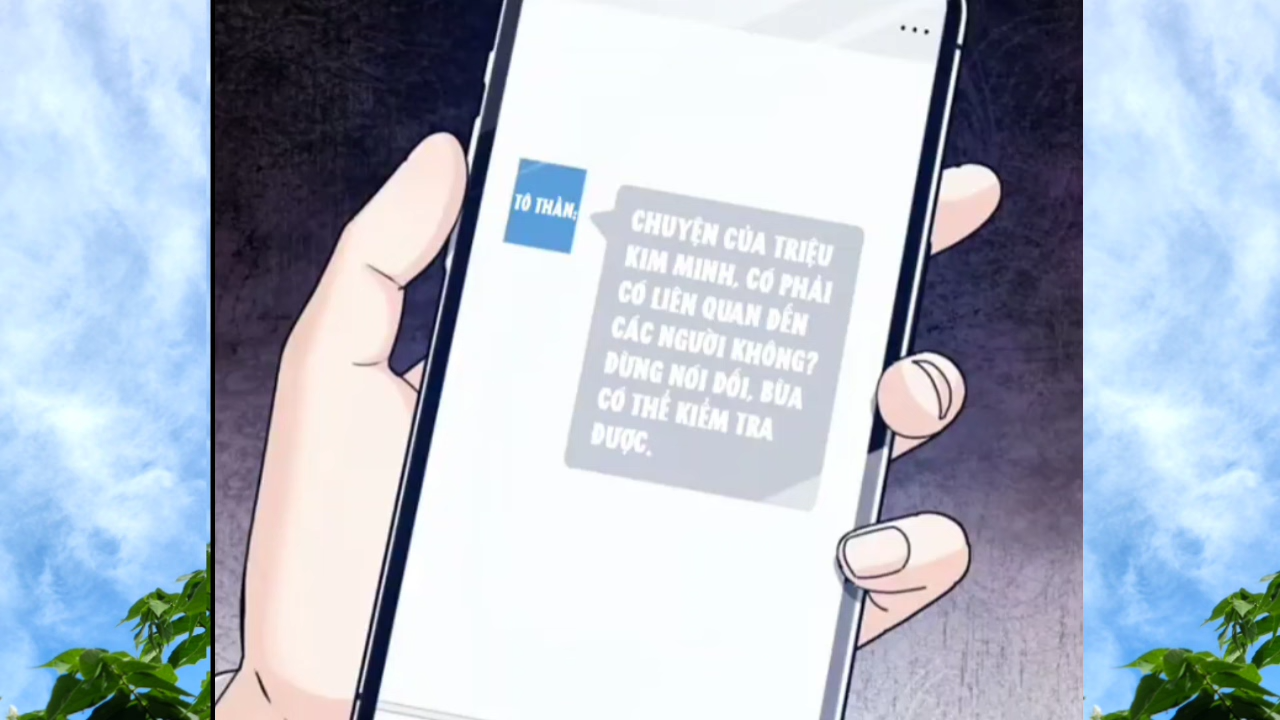 TÔ THẦN:
CHUYỆN CỦA TRIỆU
KIM MINH, CÓ PHẢI
CÓ LIÊN QUAN ĐẾN
CÁC NGƯỜI KHÔNG?
ĐỪNG NÓI DỐI, BÙA
CÓ THỂ KIỂM TRA
ĐƯỢC.